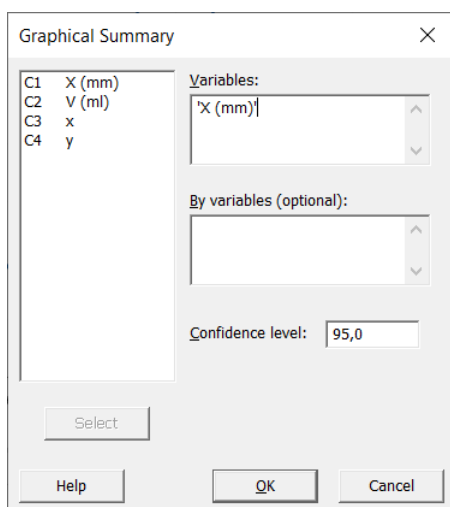 Graphical Summary
C1 X (mm)
C2 V (ml)
C3 x
C4 y
Variables:
'X (mm)'
By variables (optional):
Confidence level: 95,0
Select
Help OK Cancel